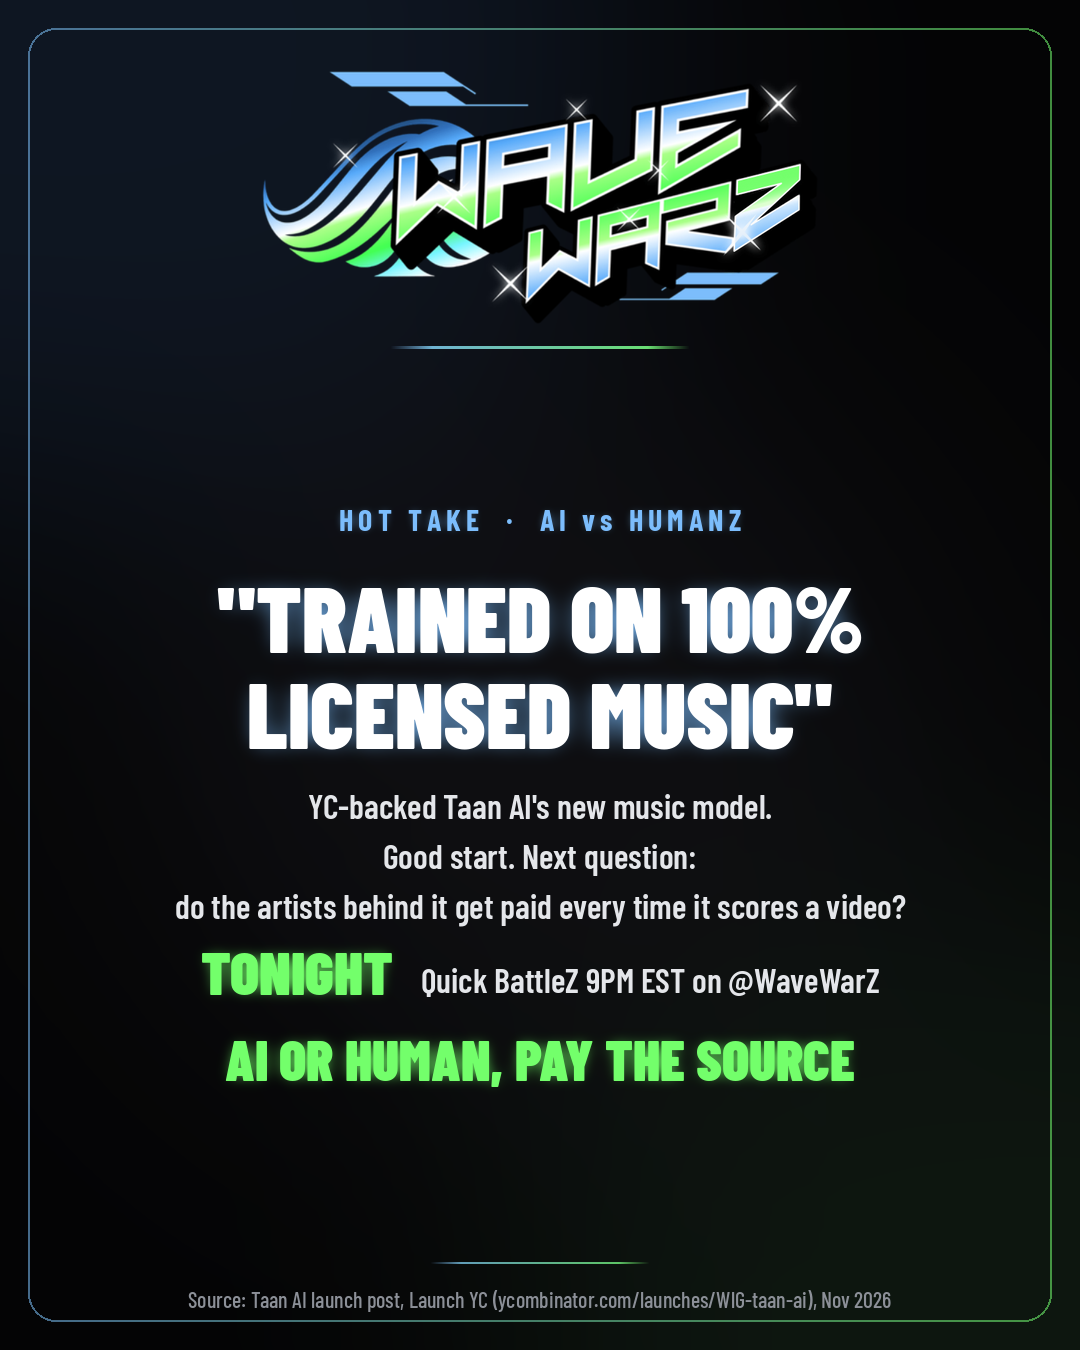 WAVE
WARZ
HOT TAKE · AI vs HUMANZ
"TRAINED ON 100%
LICENSED MUSIC"
YC-backed Taan AI's new music model.
Good start. Next question:
do the artists behind it get paid every time it scores a video?
TONIGHT Quick BattleZ 9PM EST on @WaveWarZ
AI OR HUMAN, PAY THE SOURCE
Source: Taan AI launch post, Launch YC (ycombinator.com/launches/WIG-taan-ai), Nov 2026